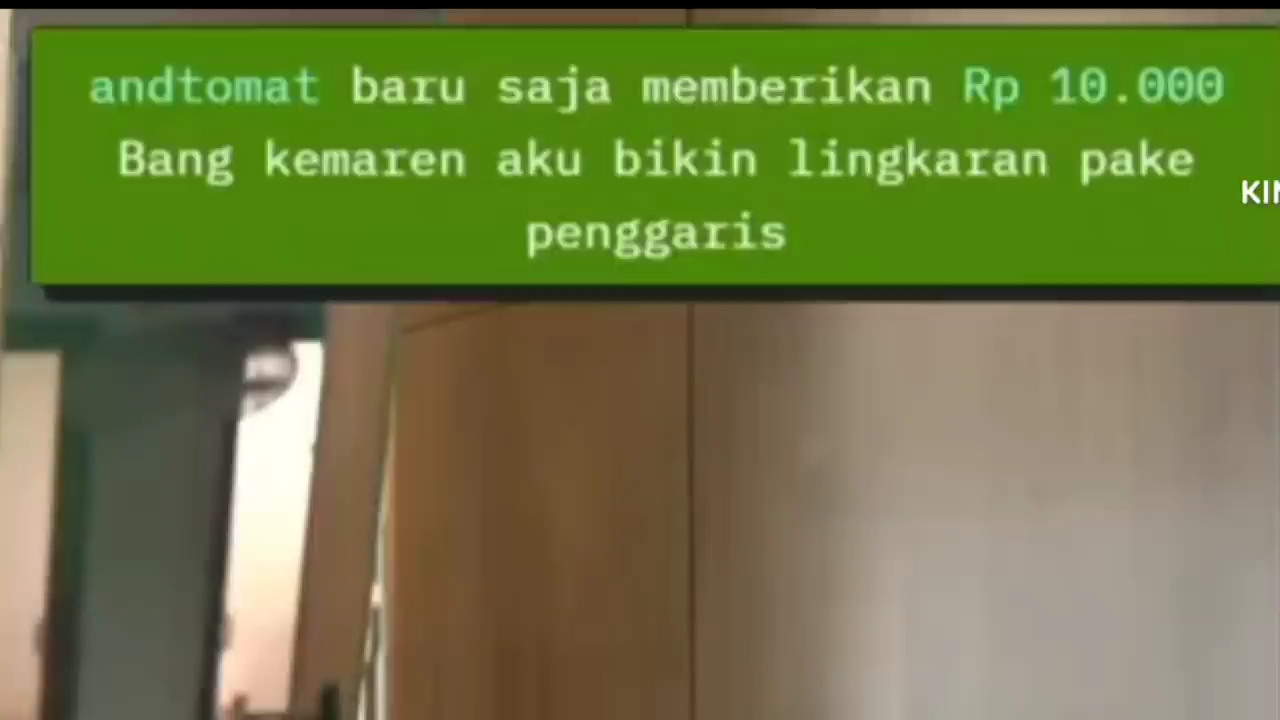 andtomat baru saja memberikan Rp 10.000
Bang kemaren aku bikin lingkaran pake
penggaris